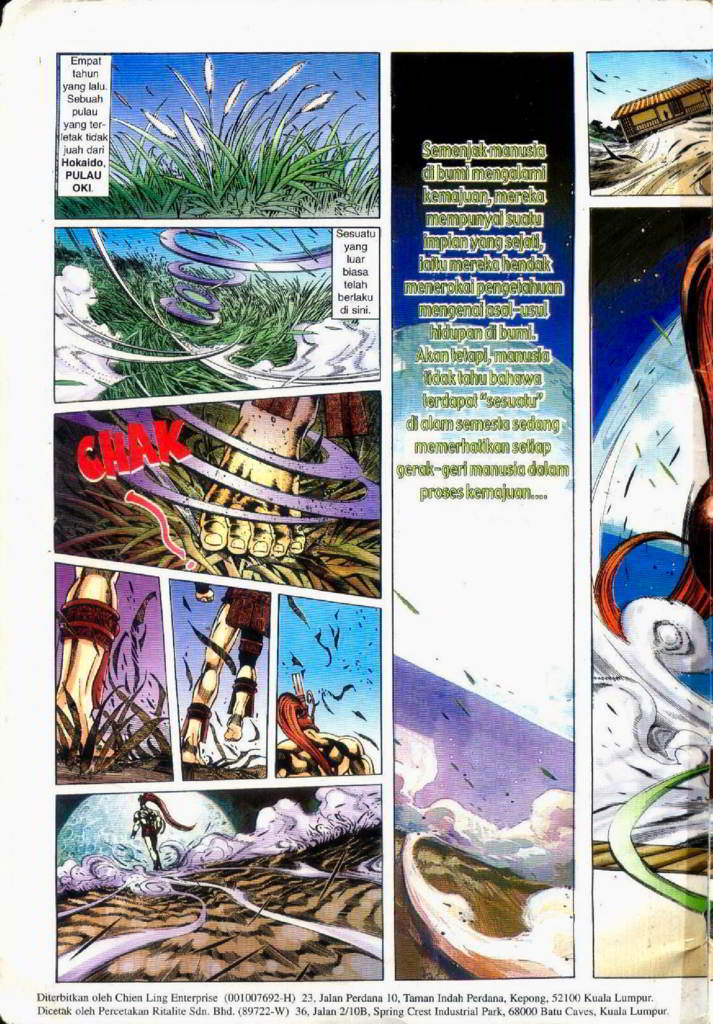 Empat
tahun
yang lalu.
Sebuah
pulau
yang ter-
letak tidak
jauh dari
Hokaido,
PULAU
OKI.
Sesuatu
yang
luar
biasa
telah
berlaku
di sini.
CHAK
Semenjak manusia
di bumi mengalami
kemajuan, mereka
mempunyai suatu
impian yang sejati,
iaitu mereka hendak
menerokai pengetahuan
mengenai asal-usul
hidupan di bumi.
Akan tetapi, manusia
tidak tahu bahawa
terdapat "sesuatu"
di alam semesta sedang
memerhatikan setiap
gerak-geri manusia dalam
proses kemajuan....
Diterbitkan oleh Chien Ling Enterprise (001007692-H) 23, Jalan Perdana 10, Taman Indah Perdana, Kepong, 52100 Kuala Lumpur.
Dicetak oleh Percetakan Ritalite Sdn. Bhd. (89722-W) 36, Jalan 2/10B, Spring Crest Industrial Park, 68000 Batu Caves, Kuala Lumpur.